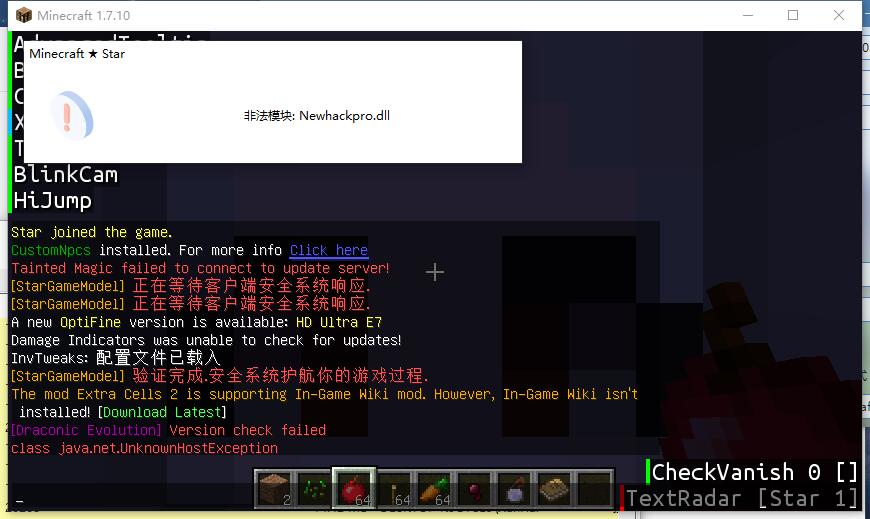 Minecraft 1.7.10
Minecraft ★ Star
非法模块: Newhackpro.dll
BlinkCam
HiJump
Star joined the game.
CustomNpcs installed. For more info Click here
Tainted Magic failed to connect to update server!
[StarGameModel] 正在等待客户端安全系统响应.
[StarGameModel] 正在等待客户端安全系统响应.
A new OptiFine version is available: HD Ultra E7
Damage Indicators was unable to check for updates!
InvTweaks: 配置文件已载入
[StarGameModel] 验证完成.安全系统护航你的游戏过程.
The mod Extra Cells 2 is supporting In-Game Wiki mod. However, In-Game Wiki isn't
installed! [Download Latest]
[Draconic Evolution] Version check failed
class java.net.UnknownHostException
CheckVanish 0 []
TextRadar [Star 1]
2 64 64 64
_